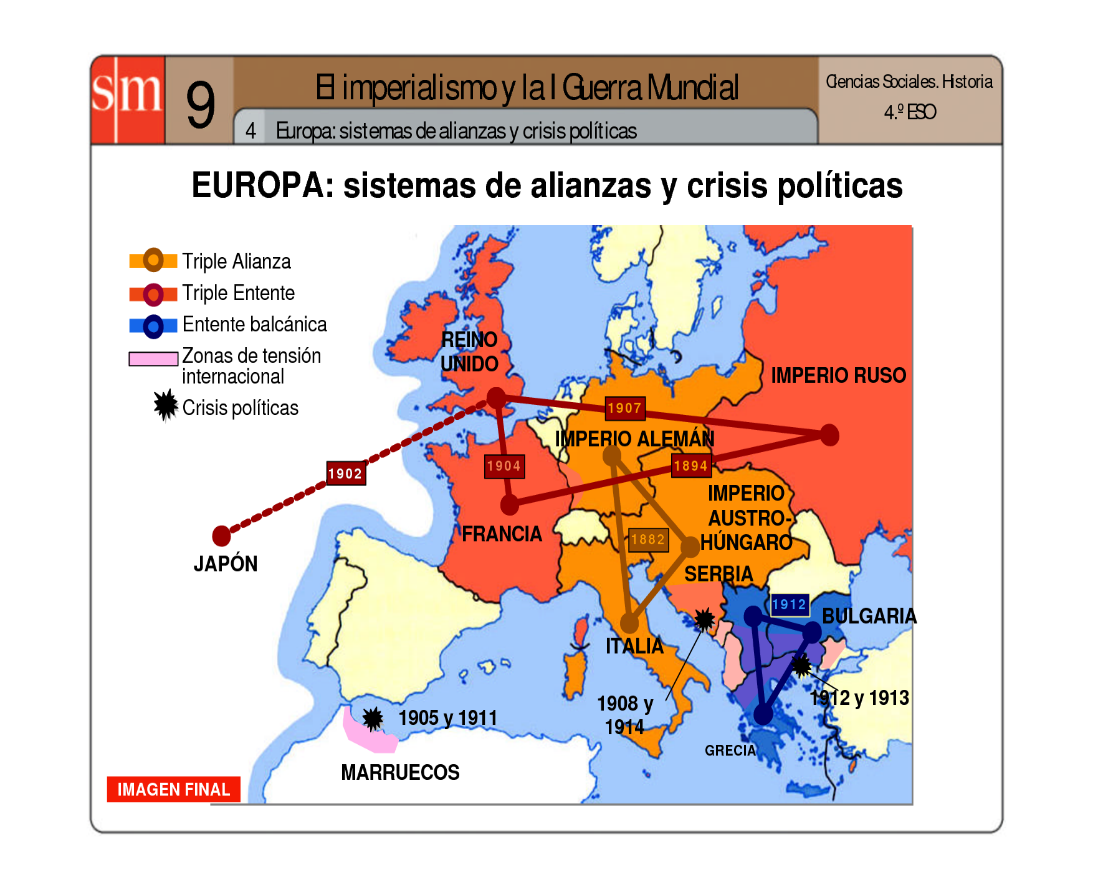 sm
9
El imperialismo y la I Guerra Mundial
Ciencias Sociales. Historia
4.º ESO
4 Europa: sistemas de alianzas y crisis políticas
EUROPA: sistemas de alianzas y crisis políticas
Triple Alianza
Triple Entente
Entente balcánica
Zonas de tensión
internacional
Crisis políticas
REINO
UNIDO
IMPERIO RUSO
1907
IMPERIO ALEMÁN
1904
1894
1902
IMPERIO
AUSTRO-
HÚNGARO
FRANCIA
1882
JAPÓN
SERBIA
1912
BULGARIA
ITALIA
1908 y
1914
1912 y 1913
1905 y 1911
GRECIA
MARRUECOS
IMAGEN FINAL